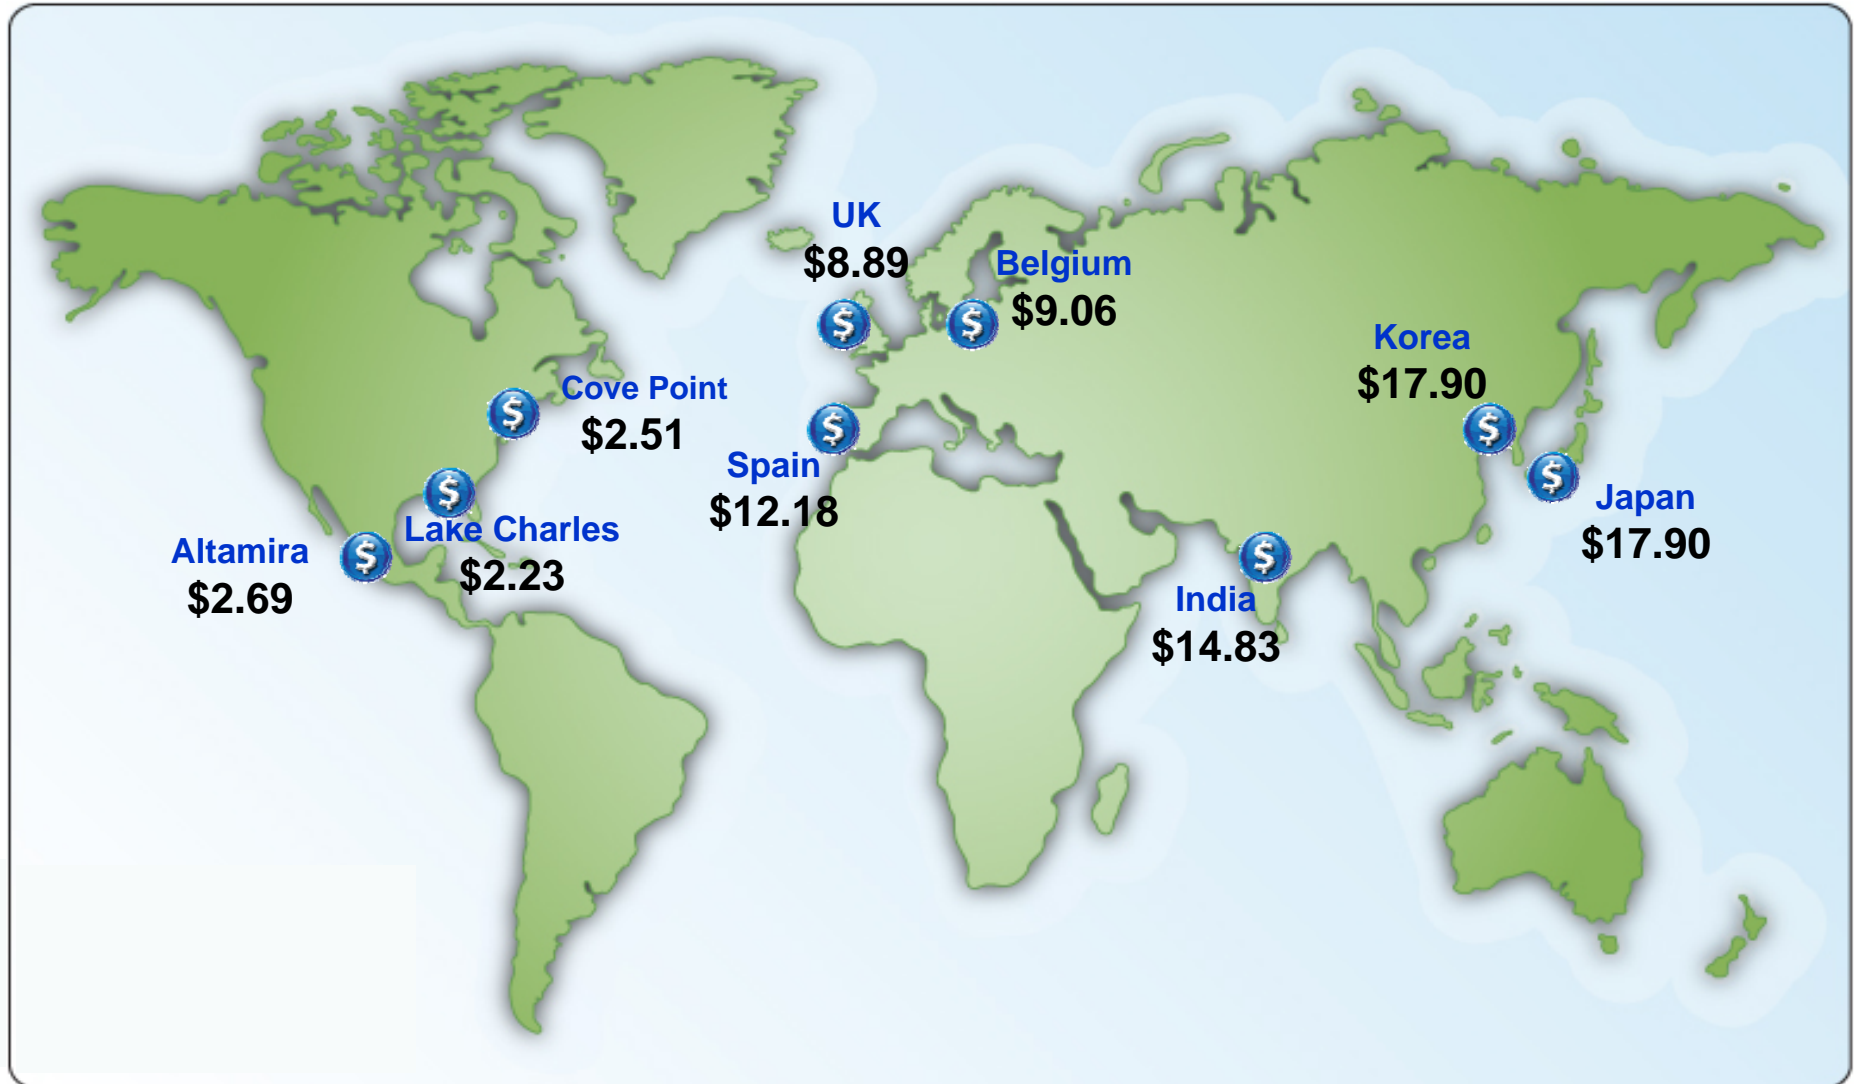 UK
$8.89
Belgium
$9.06
Korea
$17.90
Cove Point
$2.51
Spain
$12.18
Japan
$17.90
Lake Charles
$2.23
Altamira
$2.69
India
$14.83
$
$
$
$
$
$
$
$
$